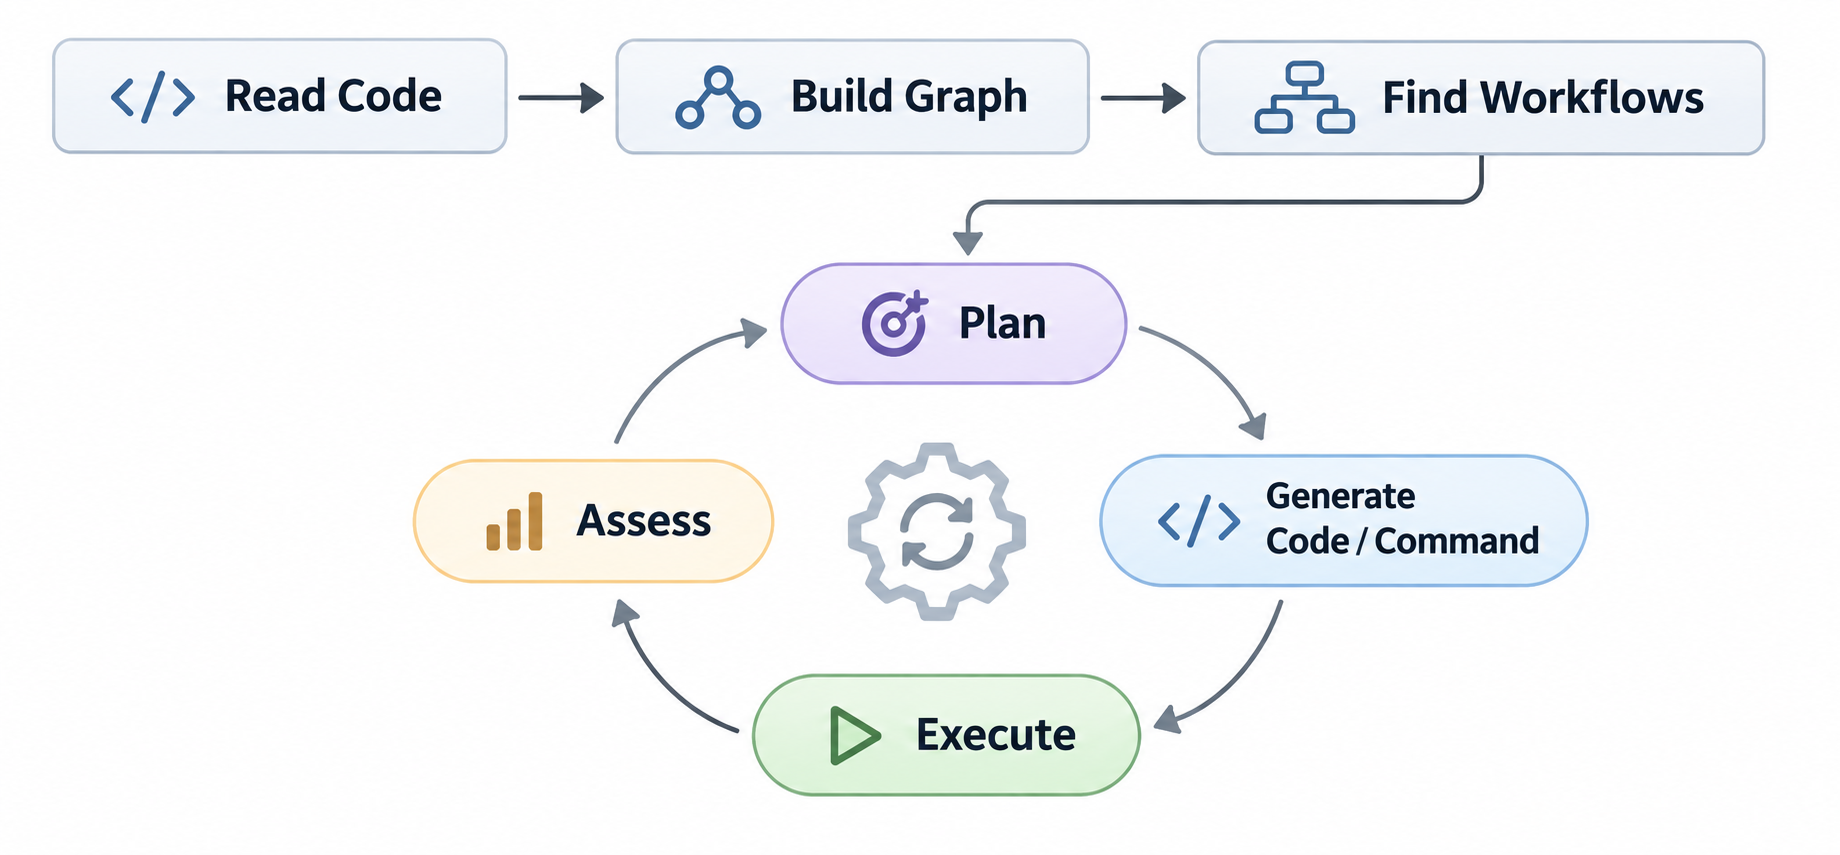 Read Code
Build Graph
Find Workflows
Plan
Assess
Generate
Code / Command
Execute